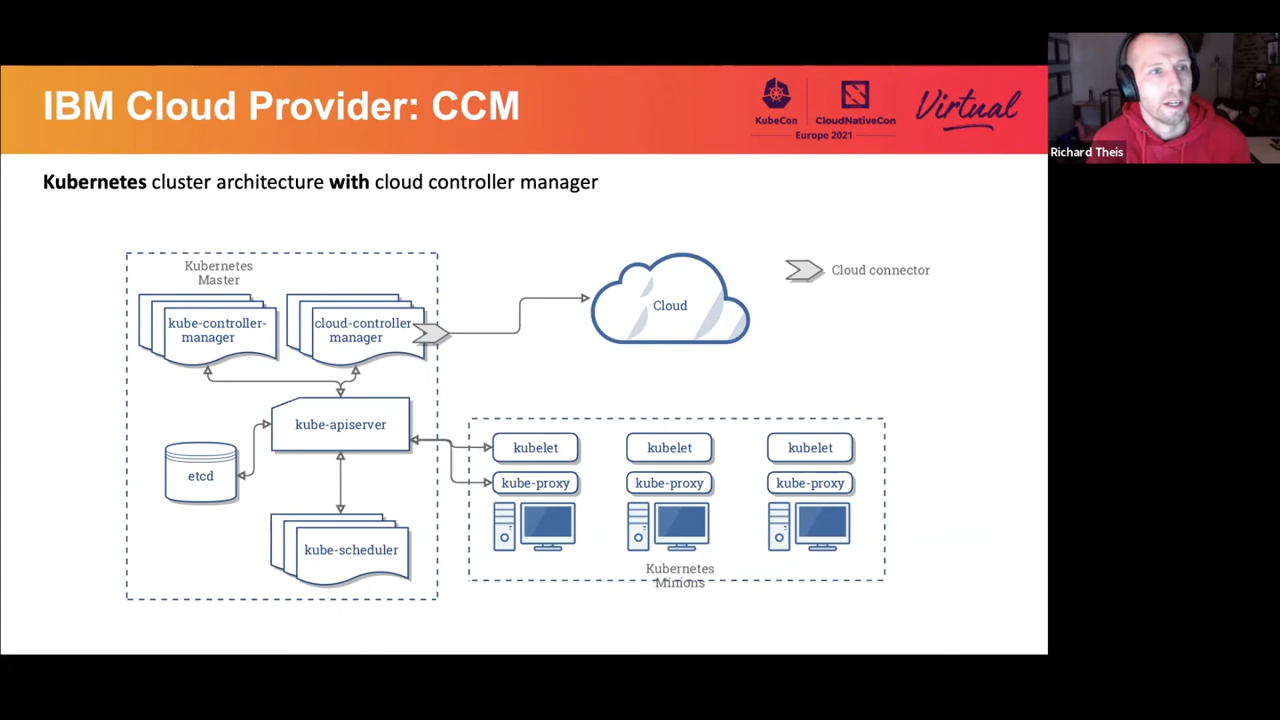 IBM Cloud Provider: CCM
KubeCon
CloudNativeCon
Europe 2021
Virtual
Richard Theis
Kubernetes cluster architecture with cloud controller manager
Kubernetes
Master
kube-controller-
manager
cloud-controller
manager
Cloud
Cloud connector
kube-apiserver
etcd
kube-scheduler
kubelet
kubelet
kubelet
kube-proxy
kube-proxy
kube-proxy
Kubernetes
Minions